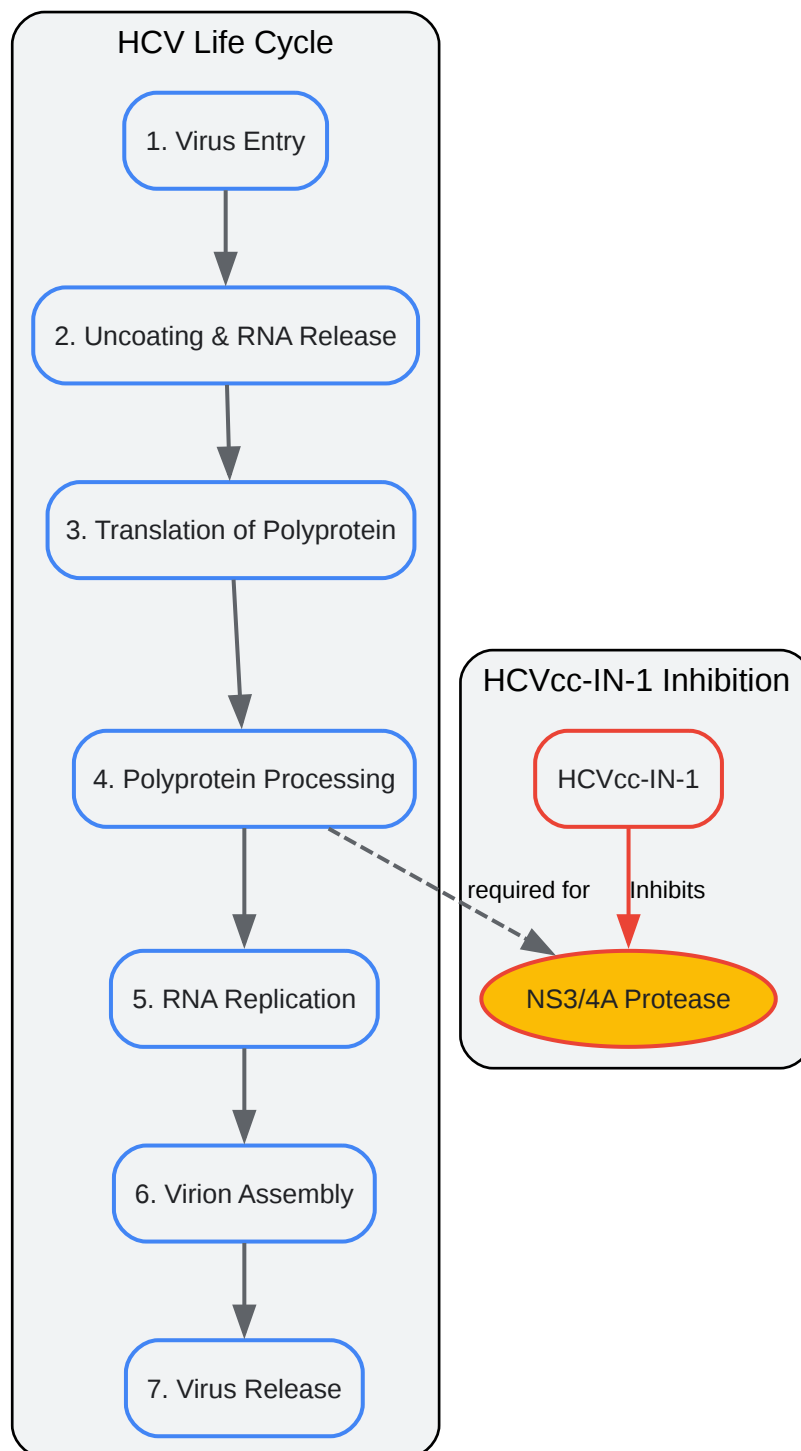 HCV Life Cycle
1. Virus Entry
2. Uncoating & RNA Release
3. Translation of Polyprotein
4. Polyprotein Processing
5. RNA Replication
6. Virion Assembly
7. Virus Release
HCVcc-IN-1 Inhibition
HCVcc-IN-1
required for
Inhibits
NS3/4A Protease